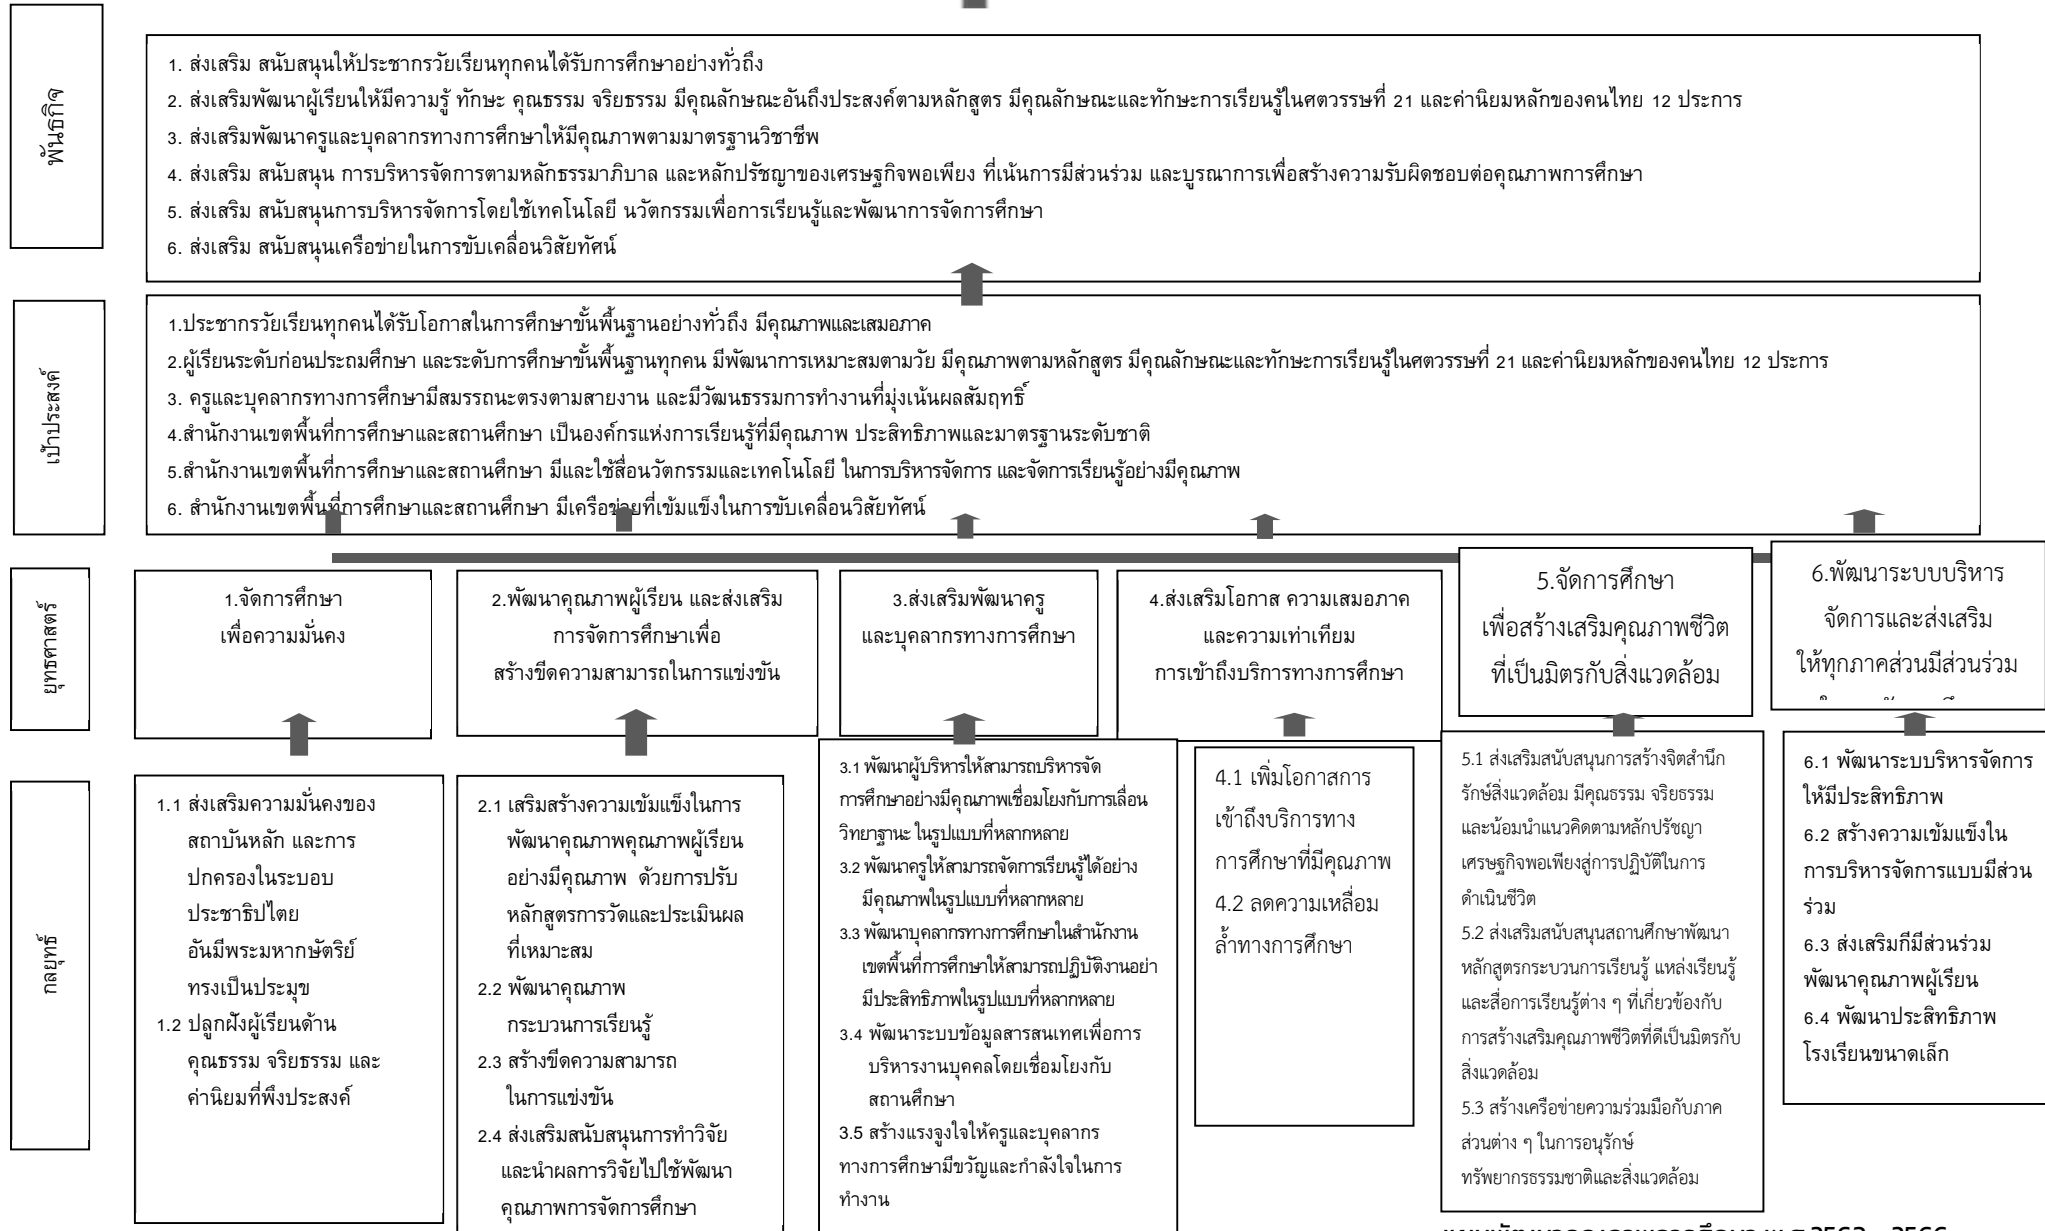 พันธกิจ
1. ส่งเสริม สนับสนุนให้ประชากรวัยเรียนทุกคนได้รับการศึกษาอย่างทั่วถึง
2. ส่งเสริมพัฒนาผู้เรียนให้มีความรู้ ทักษะ คุณธรรม จริยธรรม มีคุณลักษณะอันถึงประสงค์ตามหลักสูตร มีคุณลักษณะและทักษะการเรียนรู้ในศตวรรษที่ 21 และค่านิยมหลักของคนไทย 12 ประการ
3. ส่งเสริมพัฒนาครูและบุคลากรทางการศึกษาให้มีคุณภาพตามมาตรฐานวิชาชีพ
4. ส่งเสริม สนับสนุน การบริหารจัดการตามหลักธรรมาภิบาล และหลักปรัชญาของเศรษฐกิจพอเพียง ที่เน้นการมีส่วนร่วม และบูรณาการเพื่อสร้างความรับผิดชอบต่อคุณภาพการศึกษา
5. ส่งเสริม สนับสนุนการบริหารจัดการโดยใช้เทคโนโลยี นวัตกรรมเพื่อการเรียนรู้และพัฒนาการจัดการศึกษา
6. ส่งเสริม สนับสนุนเครือข่ายในการขับเคลื่อนวิสัยทัศน์
เป้าประสงค์
1.ประชากรวัยเรียนทุกคนได้รับโอกาสในการศึกษาขั้นพื้นฐานอย่างทั่วถึง มีคุณภาพและเสมอภาค
2.ผู้เรียนระดับก่อนประถมศึกษา และระดับการศึกษาขั้นพื้นฐานทุกคน มีพัฒนาการเหมาะสมตามวัย มีคุณภาพตามหลักสูตร มีคุณลักษณะและทักษะการเรียนรู้ในศตวรรษที่ 21 และค่านิยมหลักของคนไทย 12 ประการ
3. ครูและบุคลากรทางการศึกษามีสมรรถนะตรงตามสายงาน และมีวัฒนธรรมการทำงานที่มุ่งเน้นผลสัมฤทธิ์
4.สำนักงานเขตพื้นที่การศึกษาและสถานศึกษา เป็นองค์กรแห่งการเรียนรู้ที่มีคุณภาพ ประสิทธิภาพและมาตรฐานระดับชาติ
5.สำนักงานเขตพื้นที่การศึกษาและสถานศึกษา มีและใช้สื่อนวัตกรรมและเทคโนโลยี ในการบริหารจัดการ และจัดการเรียนรู้อย่างมีคุณภาพ
6. สำนักงานเขตพื้นที่การศึกษาและสถานศึกษา มีเครือข่ายที่เข้มแข็งในการขับเคลื่อนวิสัยทัศน์
ยุทธศาสตร์
1.จัดการศึกษา
เพื่อความมั่นคง
2.พัฒนาคุณภาพผู้เรียน และส่งเสริม
การจัดการศึกษาเพื่อ
สร้างขีดความสามารถในการแข่งขัน
3.ส่งเสริมพัฒนาครู
และบุคลากรทางการศึกษา
4.ส่งเสริมโอกาส ความเสมอภาค
และความเท่าเทียม
การเข้าถึงบริการทางการศึกษา
5.จัดการศึกษา
เพื่อสร้างเสริมคุณภาพชีวิต
ที่เป็นมิตรกับสิ่งแวดล้อม
6.พัฒนาระบบบริหาร
จัดการและส่งเสริม
ให้ทุกภาคส่วนมีส่วนร่วม
กลยุทธ์
1.1 ส่งเสริมความมั่นคงของ
สถาบันหลัก และการ
ปกครองในระบอบ
ประชาธิปไตย
อันมีพระมหากษัตริย์
ทรงเป็นประมุข
1.2 ปลูกฝังผู้เรียนด้าน
คุณธรรม จริยธรรม และ
ค่านิยมที่พึงประสงค์
2.1 เสริมสร้างความเข้มแข็งในการ
พัฒนาคุณภาพคุณภาพผู้เรียน
อย่างมีคุณภาพ ด้วยการปรับ
หลักสูตรการวัดและประเมินผล
ที่เหมาะสม
2.2 พัฒนาคุณภาพ
กระบวนการเรียนรู้
2.3 สร้างขีดความสามารถ
ในการแข่งขัน
2.4 ส่งเสริมสนับสนุนการทำวิจัย
และนำผลการวิจัยไปใช้พัฒนา
คุณภาพการจัดการศึกษา
3.1 พัฒนาผู้บริหารให้สามารถบริหารจัด
การศึกษาอย่างมีคุณภาพเชื่อมโยงกับการเลื่อน
วิทยาฐานะ ในรูปแบบที่หลากหลาย
3.2 พัฒนาครูให้สามารถจัดการเรียนรู้ได้อย่าง
มีคุณภาพในรูปแบบที่หลากหลาย
3.3 พัฒนาบุคลากรทางการศึกษาในสำนักงาน
เขตพื้นที่การศึกษาให้สามารถปฏิบัติงานอย่า
มีประสิทธิภาพในรูปแบบที่หลากหลาย
3.4 พัฒนาระบบข้อมูลสารสนเทศเพื่อการ
บริหารงานบุคคลโดยเชื่อมโยงกับ
สถานศึกษา
3.5 สร้างแรงจูงใจให้ครูและบุคลากร
ทางการศึกษามีขวัญและกำลังใจในการ
ทำงาน
4.1 เพิ่มโอกาสการ
เข้าถึงบริการทาง
การศึกษาที่มีคุณภาพ
4.2 ลดความเหลื่อม
ล้ำทางการศึกษา
5.1 ส่งเสริมสนับสนุนการสร้างจิตสำนึก
รักษ์สิ่งแวดล้อม มีคุณธรรม จริยธรรม
และน้อมนำแนวคิดตามหลักปรัชญา
เศรษฐกิจพอเพียงสู่การปฏิบัติในการ
ดำเนินชีวิต
5.2 ส่งเสริมสนับสนุนสถานศึกษาพัฒนา
หลักสูตรกระบวนการเรียนรู้ แหล่งเรียนรู้
และสื่อการเรียนรู้ต่าง ๆ ที่เกี่ยวข้องกับ
การสร้างเสริมคุณภาพชีวิตที่ดีเป็นมิตรกับ
สิ่งแวดล้อม
5.3 สร้างเครือข่ายความร่วมมือกับภาค
ส่วนต่าง ๆ ในการอนุรักษ์
ทรัพยากรธรรมชาติและสิ่งแวดล้อม
6.1 พัฒนาระบบบริหารจัดการ
ให้มีประสิทธิภาพ
6.2 สร้างความเข้มแข็งใน
การบริหารจัดการแบบมีส่วน
ร่วม
6.3 ส่งเสริมกีมีส่วนร่วม
พัฒนาคุณภาพผู้เรียน
6.4 พัฒนาประสิทธิภาพ
โรงเรียนขนาดเล็ก